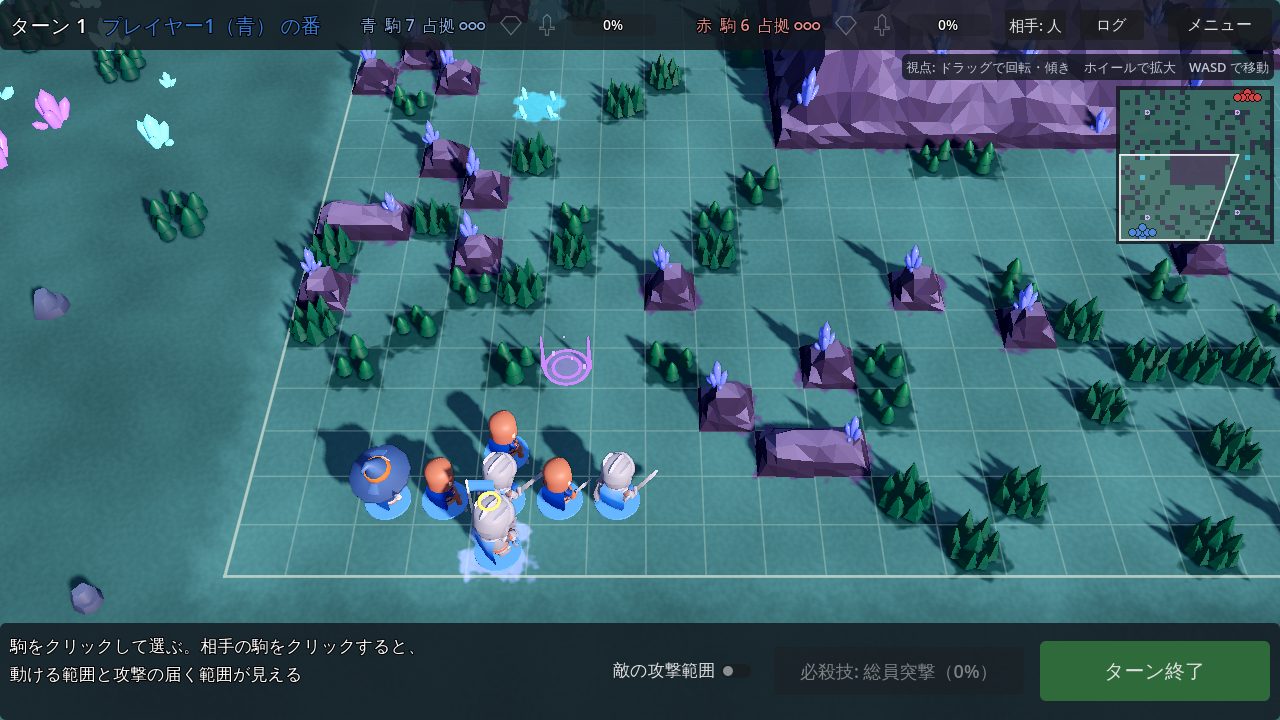 ターン 1 プレイヤー1（青） の番 青 駒 7 占拠 0% 赤 駒 6 占拠 0% 相手: 人 ログ メニュー
視点: ドラッグで回転・傾き ホイールで拡大 WASD で移動
駒をクリックして選ぶ。相手の駒をクリックすると、
動ける範囲と攻撃の届く範囲が見える
敵の攻撃範囲 必殺技: 総員突撃（0%） ターン終了